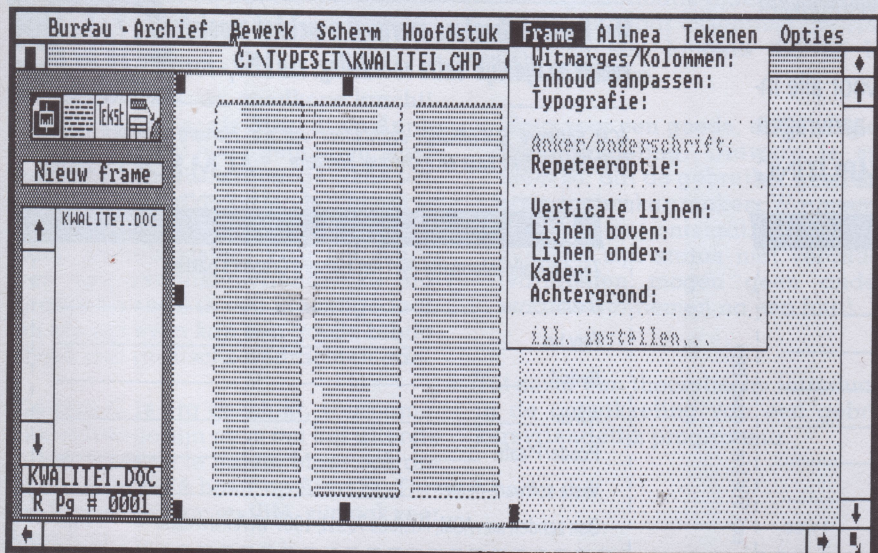 Bureau Archief Bewerk Scherm Hoofdstuk Frame Alinea Tekenen Opties
C:\TYPESET\KWALITEI.CHP
Witmarges/Kolommen:
Inhoud aanpassen:
Typografie:
Anker/onderschrift:
Repeteeroptie:
Verticale lijnen:
Lijnen boven:
Lijnen onder:
Kader:
Achtergrond:
ill. instellen...
Tekst
Nieuw frame
KWALITEI.DOC
KWALITEI.DOC
R Pg # 0001